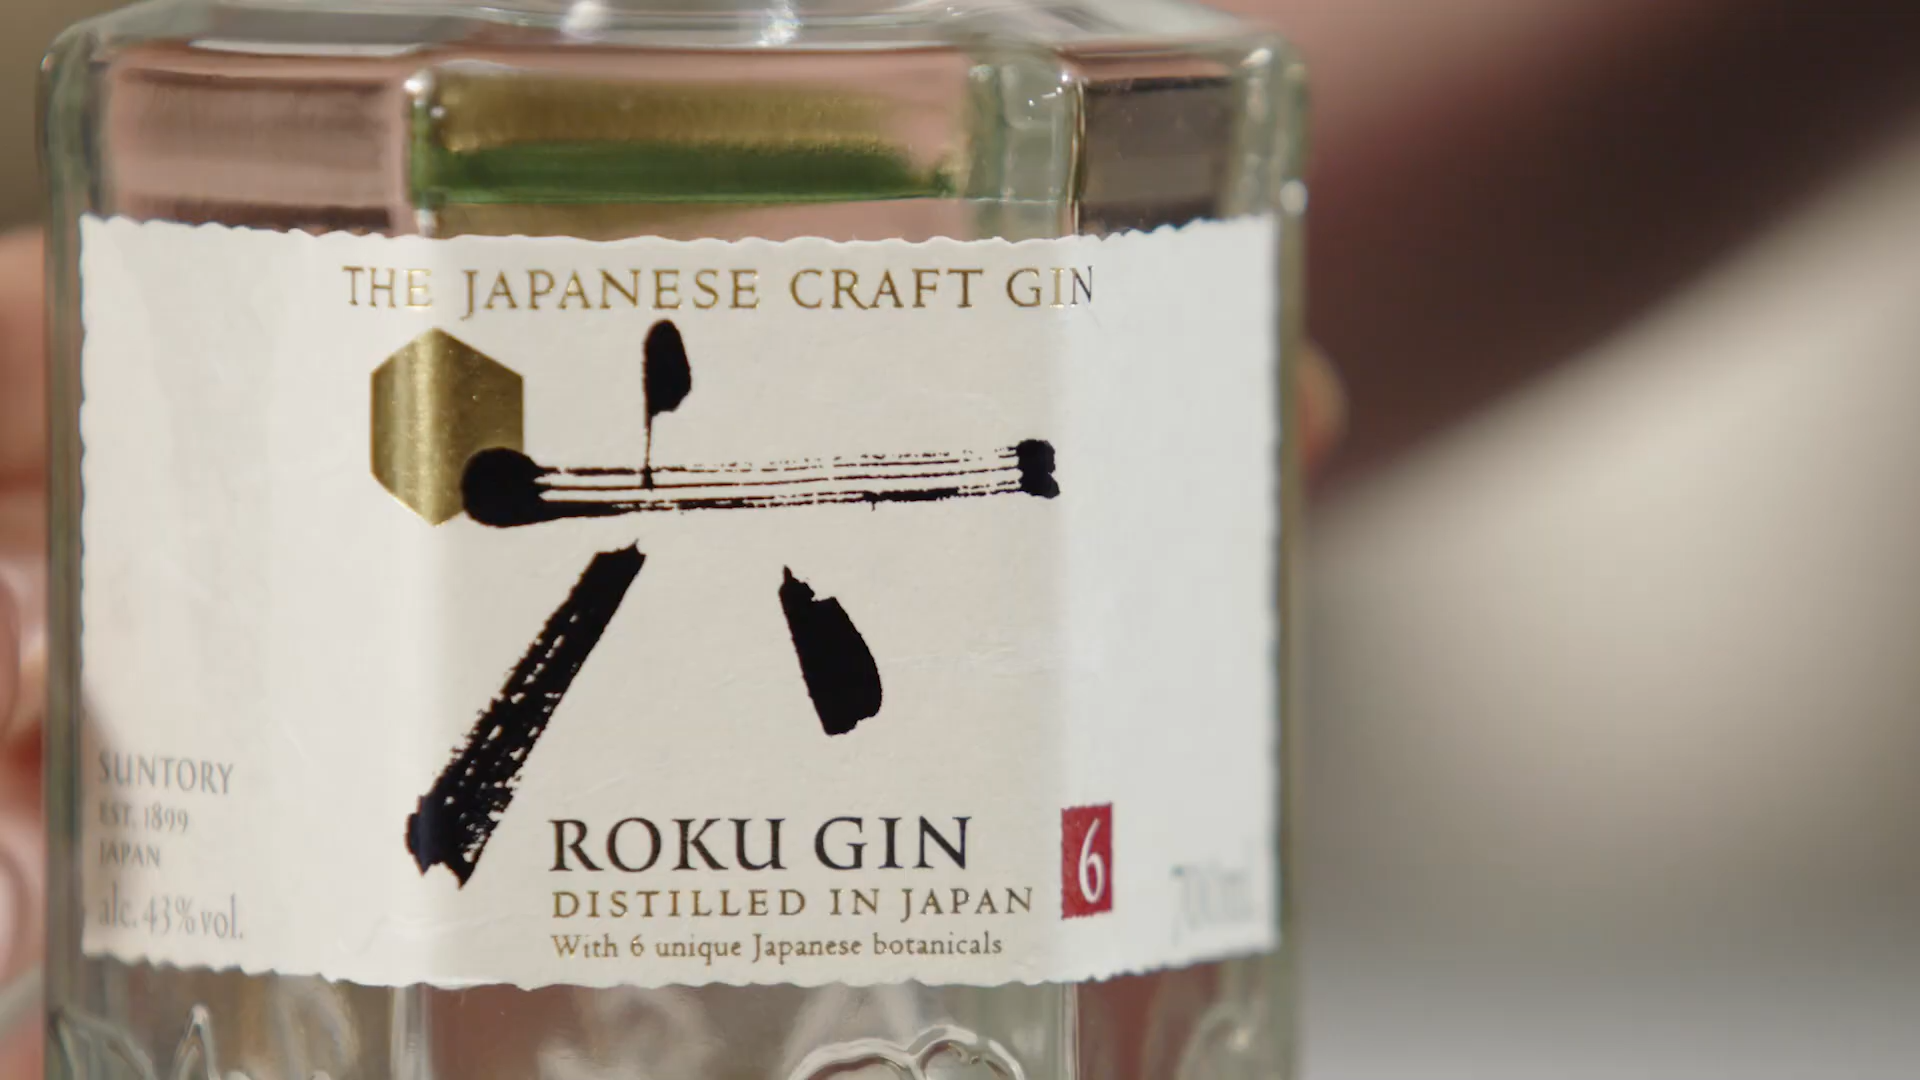 THE JAPANESE CRAFT GIN
六
SUNTORY
EST. 1899
JAPAN
alc. 43% vol.
ROKU GIN
DISTILLED IN JAPAN
With 6 unique Japanese botanicals
6
700ml